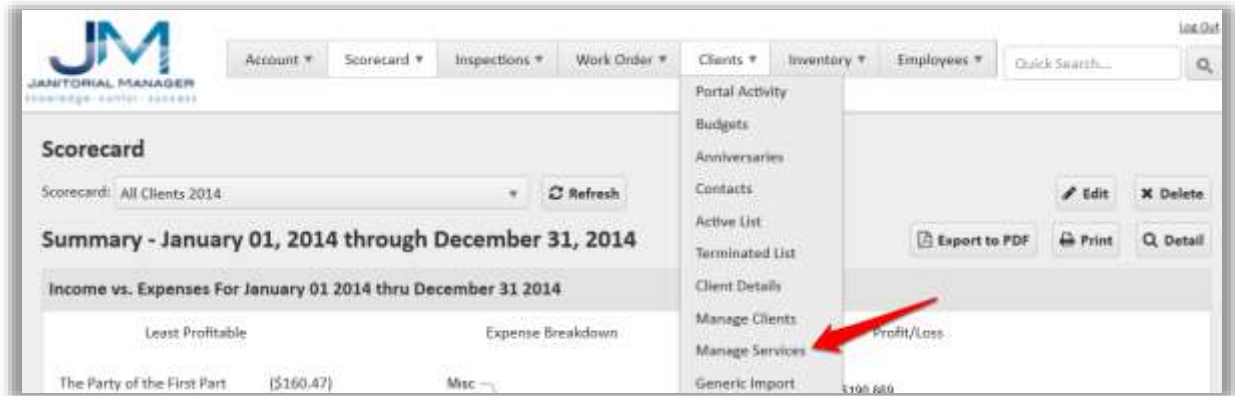 Log Out
JM
JANITORIAL MANAGER
knowledge · center · success
Account Scorecard Inspections Work Order Clients Inventory Employees Quick Search...
Portal Activity
Budgets
Anniversaries
Contacts
Active List
Terminated List
Client Details
Manage Clients
Manage Services
Generic Import
Scorecard
Scorecard: All Clients 2014 Refresh Edit Delete
Summary - January 01, 2014 through December 31, 2014 Export to PDF Print Detail
Income vs. Expenses For January 01 2014 thru December 31 2014
Least Profitable Expense Breakdown Profit/Loss
The Party of the First Part ($160.47) Misc